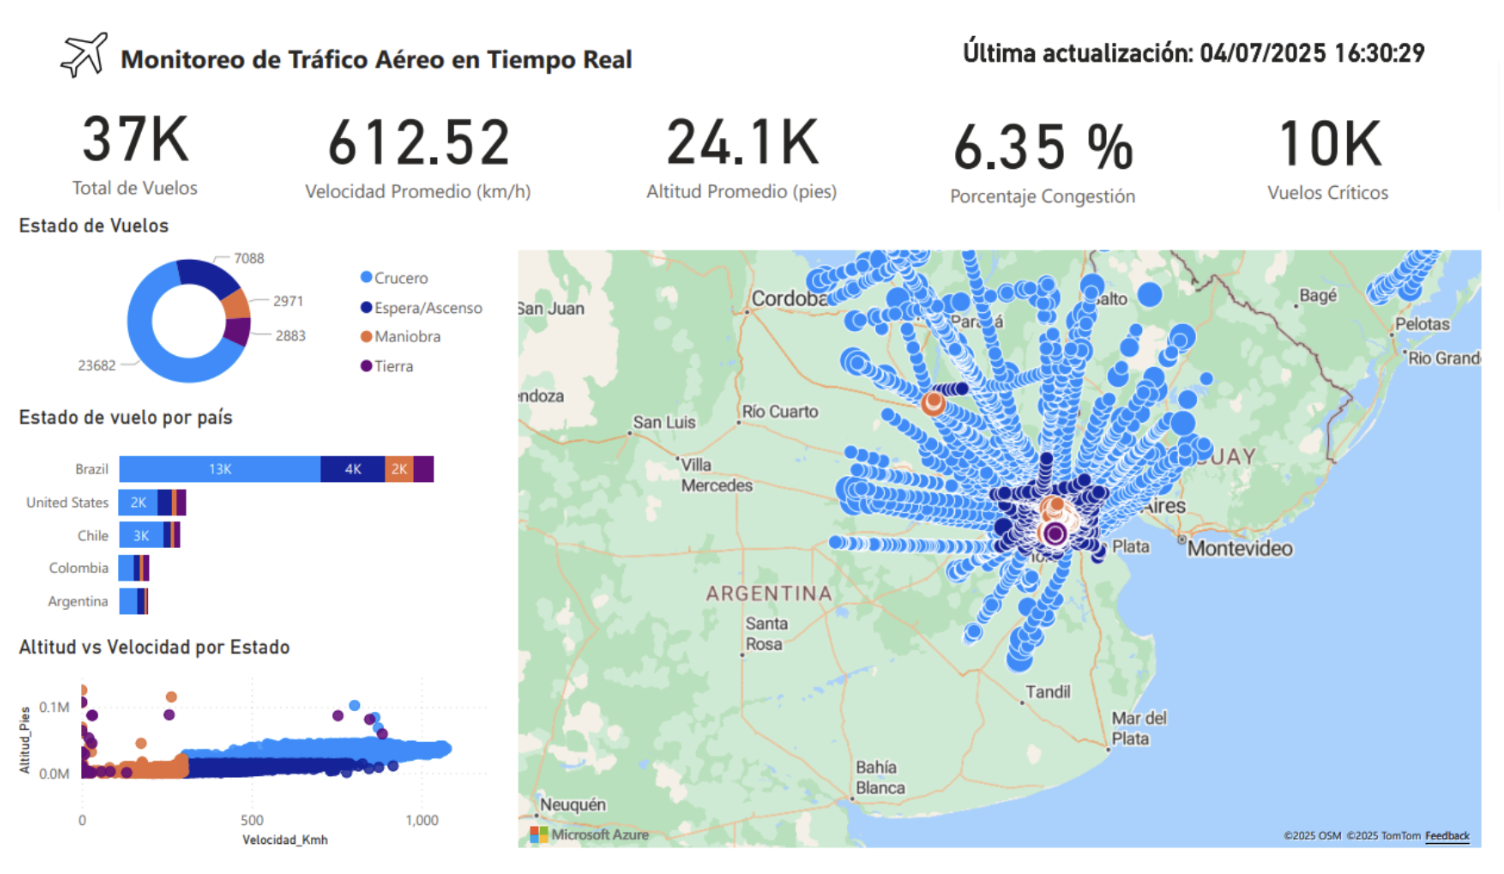 Monitoreo de Tráfico Aéreo en Tiempo Real
Última actualización: 04/07/2025 16:30:29
37K
Total de Vuelos
612.52
Velocidad Promedio (km/h)
24.1K
Altitud Promedio (pies)
6.35 %
Porcentaje Congestión
10K
Vuelos Críticos
Estado de Vuelos
7088
2971
2883
23682
Crucero
Espera/Ascenso
Maniobra
Tierra
Estado de vuelo por país
Brazil
13K
4K
2K
United States
2K
Chile
3K
Colombia
Argentina
Altitud vs Velocidad por Estado
Altitud_Pies
0.1M
0.0M
0
500
1,000
Velocidad_Kmh
San Juan
Cordoba
Salto
Bagé
Pelotas
Rio Grand
ndoza
San Luis
Río Cuarto
Villa
Mercedes
GUAY
Aires
Plata
Montevideo
ARGENTINA
Santa
Rosa
Tandil
Mar del
Plata
Bahía
Blanca
Neuquén
Microsoft Azure
©2025 OSM ©2025 TomTom Feedback